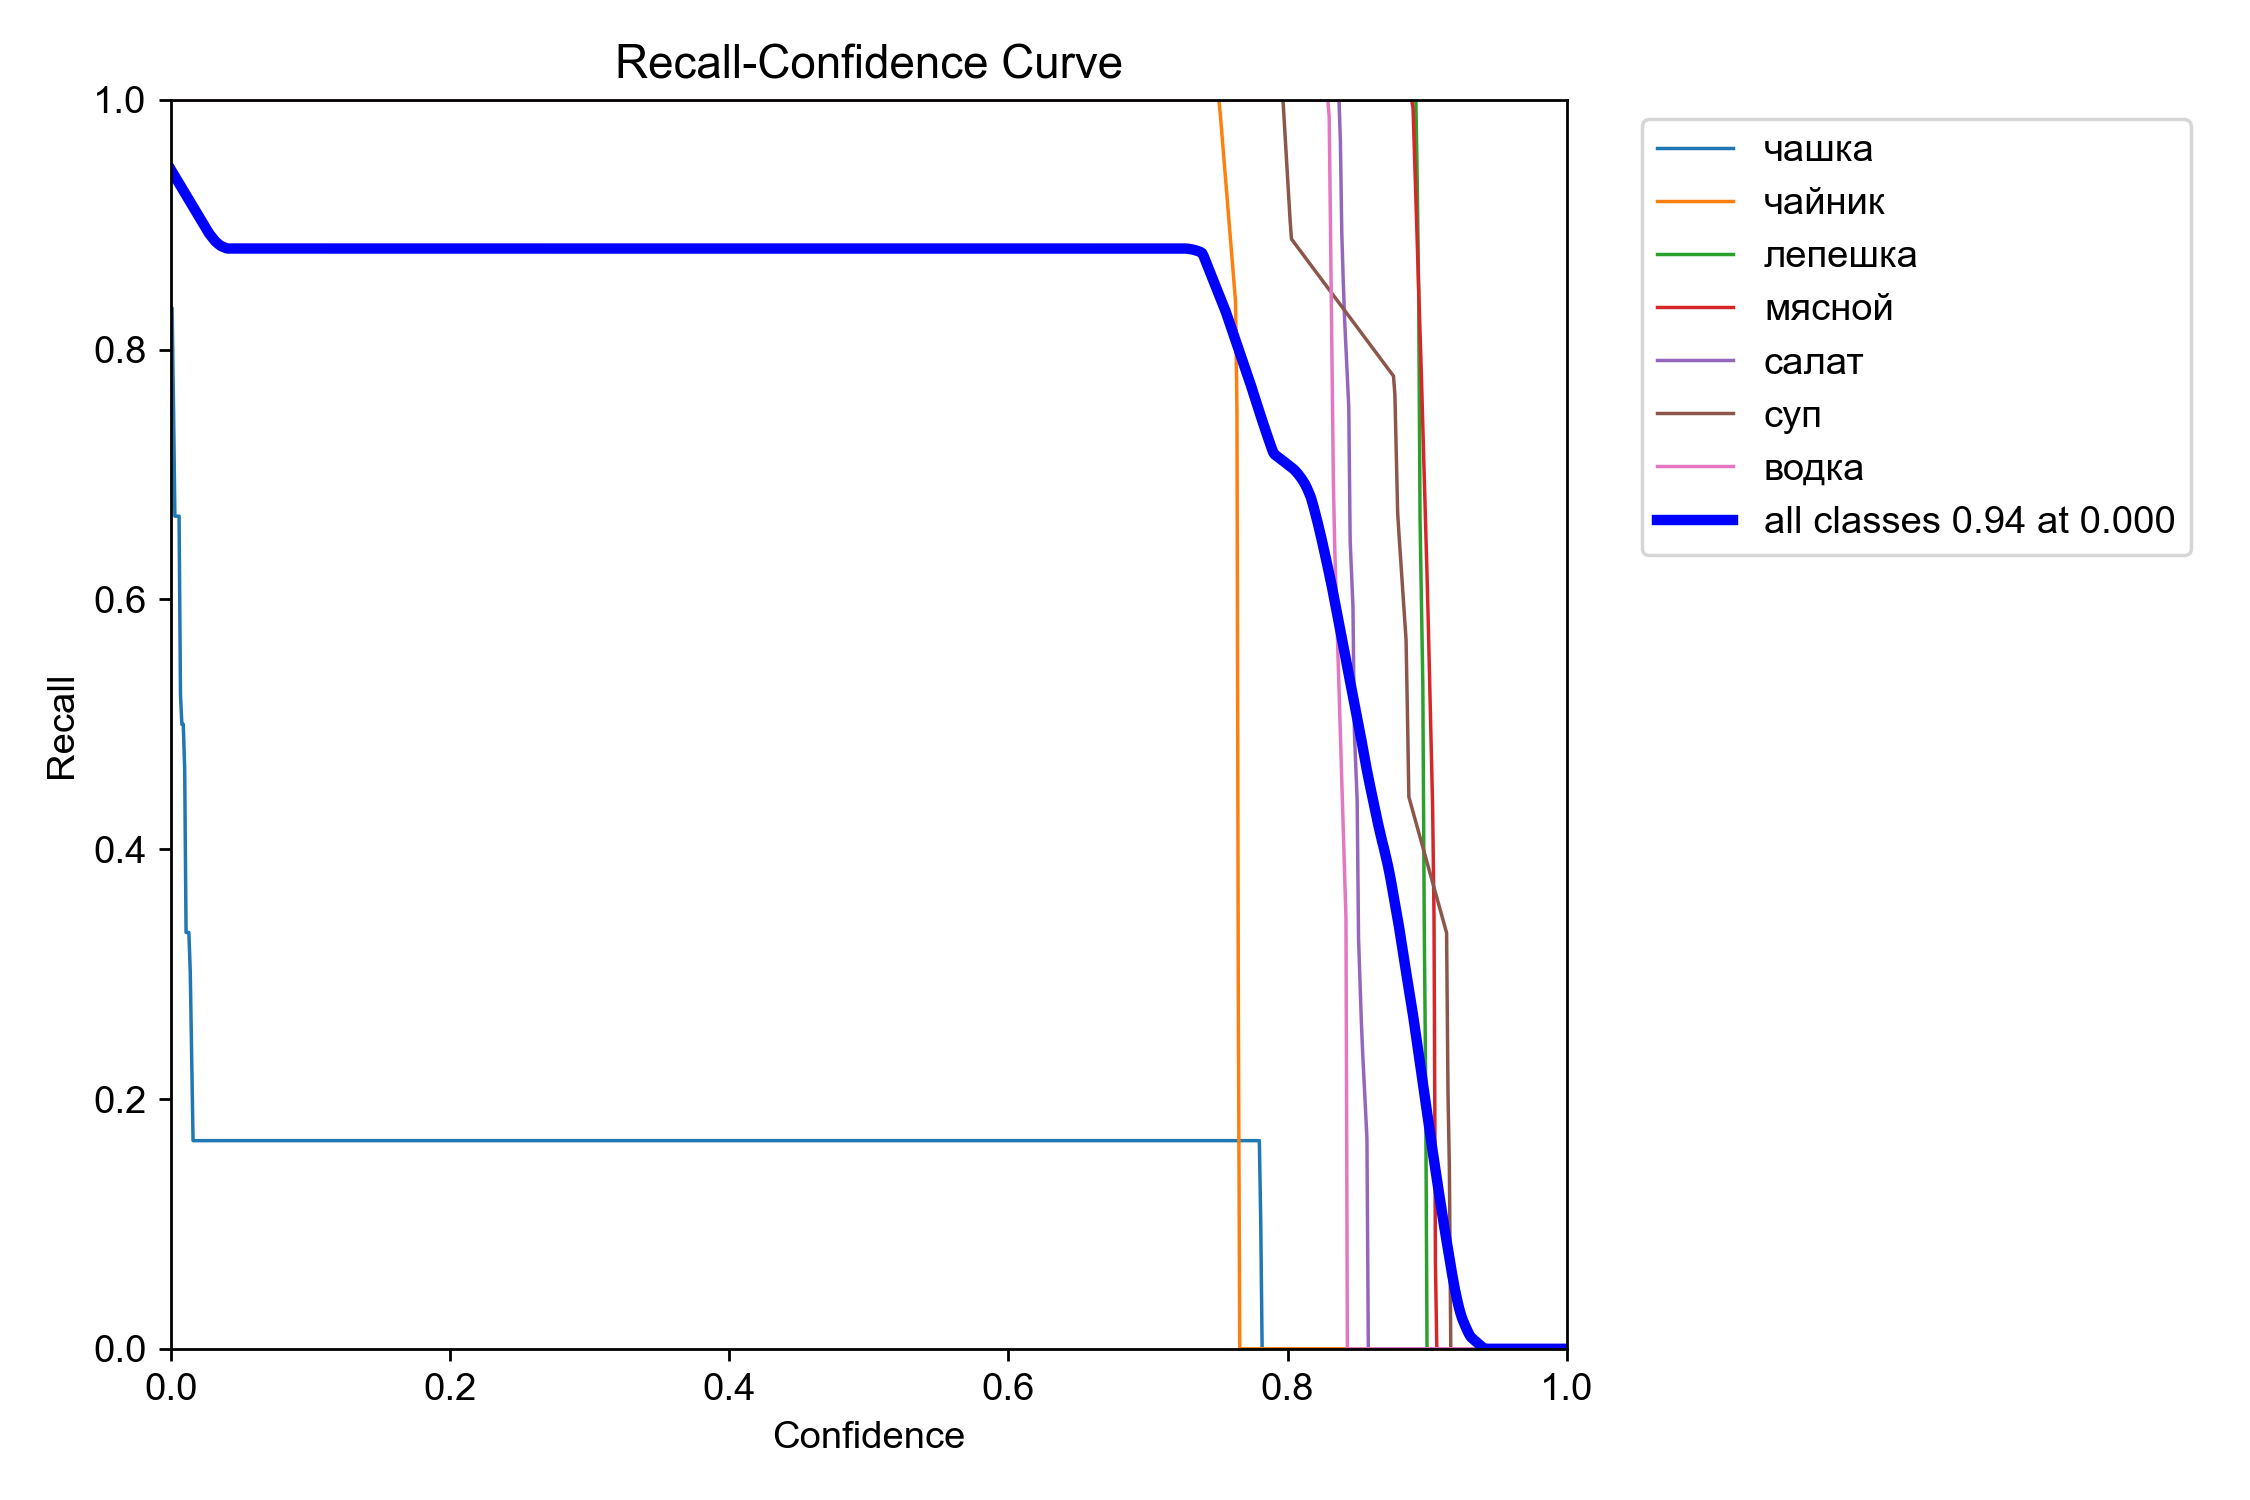 Recall-Confidence Curve
1.0
0.8
0.6
0.4
0.2
0.0
Recall
0.0 0.2 0.4 0.6 0.8 1.0
Confidence
чашка
чайник
лепешка
мясной
салат
суп
водка
all classes 0.94 at 0.000